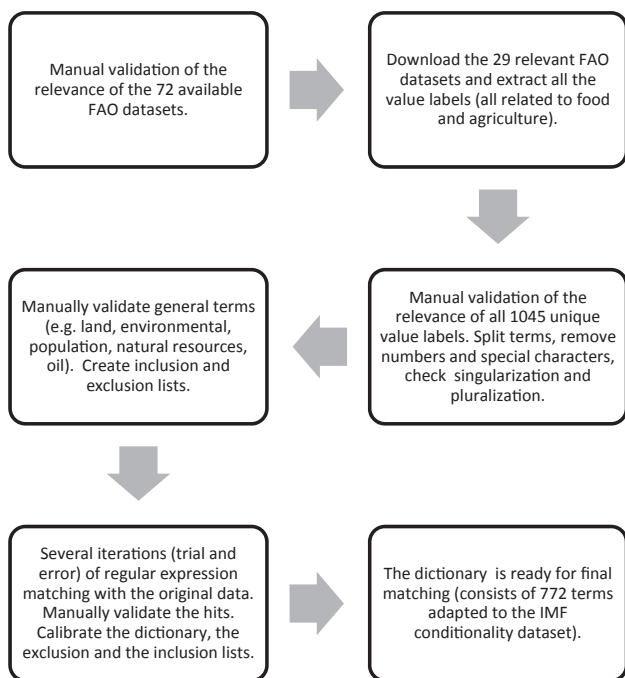 Manual validation of the
relevance of the 72 available
FAO datasets.
Download the 29 relevant FAO
datasets and extract all the
value labels (all related to food
and agriculture).
Manual validation of the
relevance of all 1045 unique
value labels. Split terms, remove
numbers and special characters,
check singularization and
pluralization.
Manually validate general terms
(e.g. land, environmental,
population, natural resources,
oil). Create inclusion and
exclusion lists.
Several iterations (trial and
error) of regular expression
matching with the original data.
Manually validate the hits.
Calibrate the dictionary, the
exclusion and the inclusion lists.
The dictionary is ready for final
matching (consists of 772 terms
adapted to the IMF
conditionality dataset).